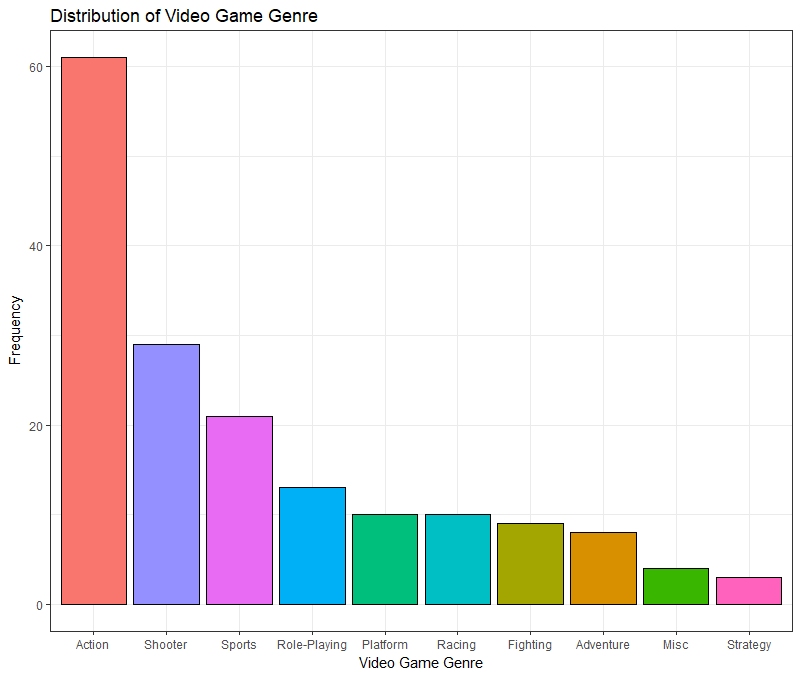 Distribution of Video Game Genre
Frequency
60
40
20
0
Action Shooter Sports Role-Playing Platform Racing Fighting Adventure Misc Strategy
Video Game Genre